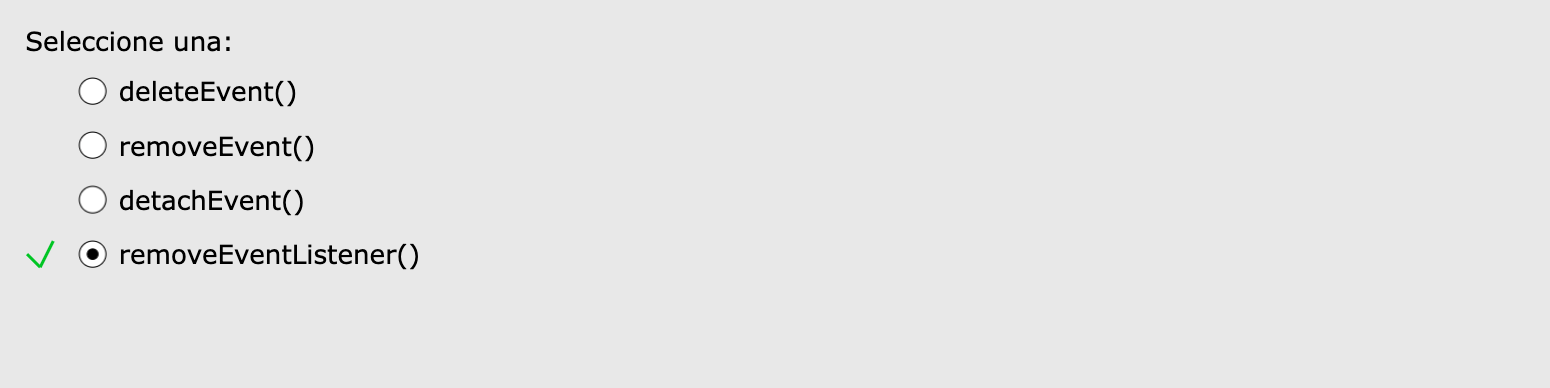 Seleccione una:
deleteEvent()
removeEvent()
detachEvent()
removeEventListener()